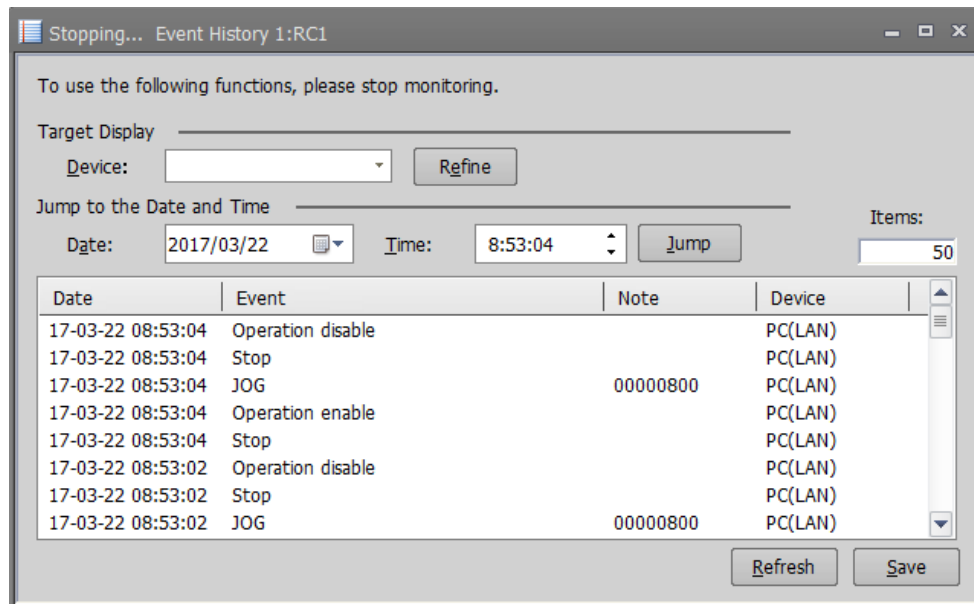 Stopping... Event History 1:RC1
To use the following functions, please stop monitoring.
Target Display
Device: Refine
Jump to the Date and Time
Items:
Date: 2017/03/22 Time: 8:53:04 Jump
50
Date Event Note Device
17-03-22 08:53:04 Operation disable PC(LAN)
17-03-22 08:53:04 Stop PC(LAN)
17-03-22 08:53:04 JOG 00000800 PC(LAN)
17-03-22 08:53:04 Operation enable PC(LAN)
17-03-22 08:53:04 Stop PC(LAN)
17-03-22 08:53:02 Operation disable PC(LAN)
17-03-22 08:53:02 Stop PC(LAN)
17-03-22 08:53:02 JOG 00000800 PC(LAN)
Refresh Save